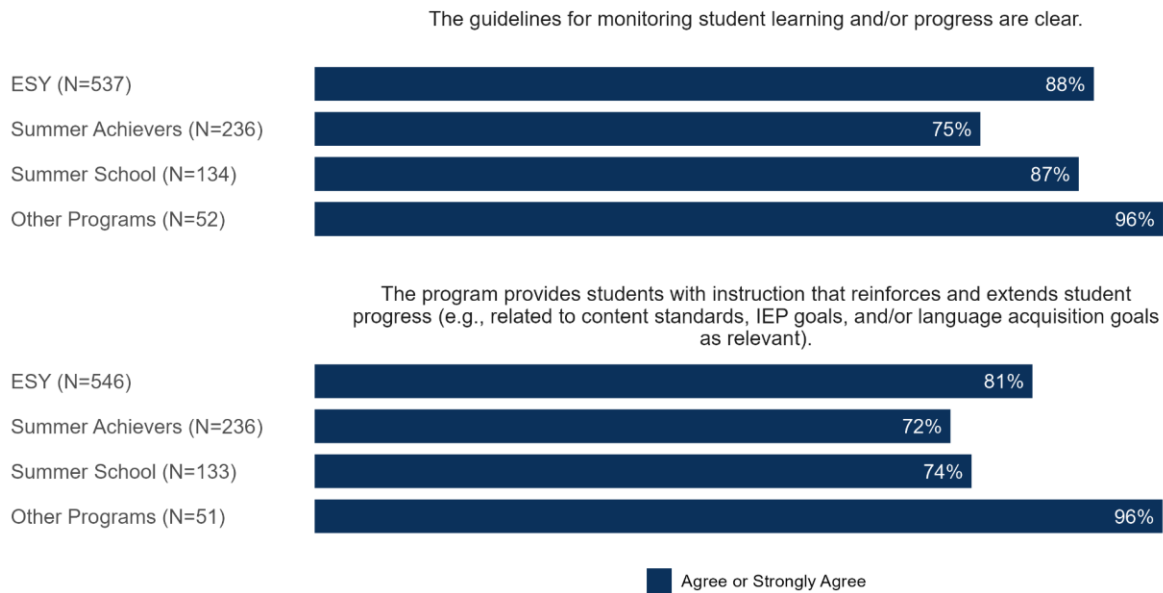 The guidelines for monitoring student learning and/or progress are clear.
ESY (N=537)
88%
Summer Achievers (N=236)
75%
Summer School (N=134)
87%
Other Programs (N=52)
96%
The program provides students with instruction that reinforces and extends student
progress (e.g., related to content standards, IEP goals, and/or language acquisition goals
as relevant).
ESY (N=546)
81%
Summer Achievers (N=236)
72%
Summer School (N=133)
74%
Other Programs (N=51)
96%
Agree or Strongly Agree